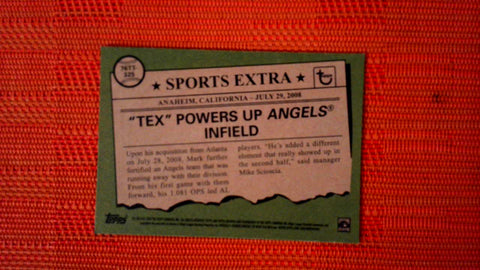 76TT-
325
★ SPORTS EXTRA ★
ANAHEIM, CALIFORNIA – JULY 29, 2008
"TEX" POWERS UP ANGELS®
INFIELD
Upon his acquisition from Atlanta
on July 28, 2008, Mark further
fortified an Angels team that was
running away with their division.
From his first game with them
forward, his 1.081 OPS led AL
players. "He's added a different
element that really showed up in
the second half," said manager
Mike Scioscia.
Topps